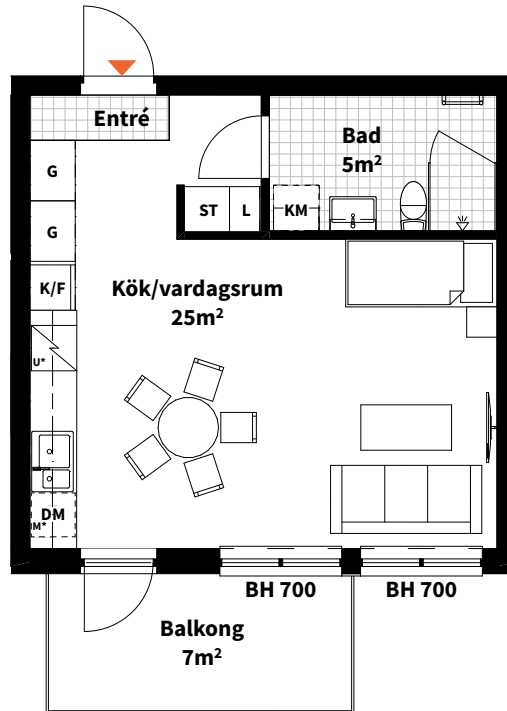 Entré
Bad
5m²
G
ST
L
KM
G
K/F
Kök/vardagsrum
25m²
U*
DM
M*
BH 700
BH 700
Balkong
7m²